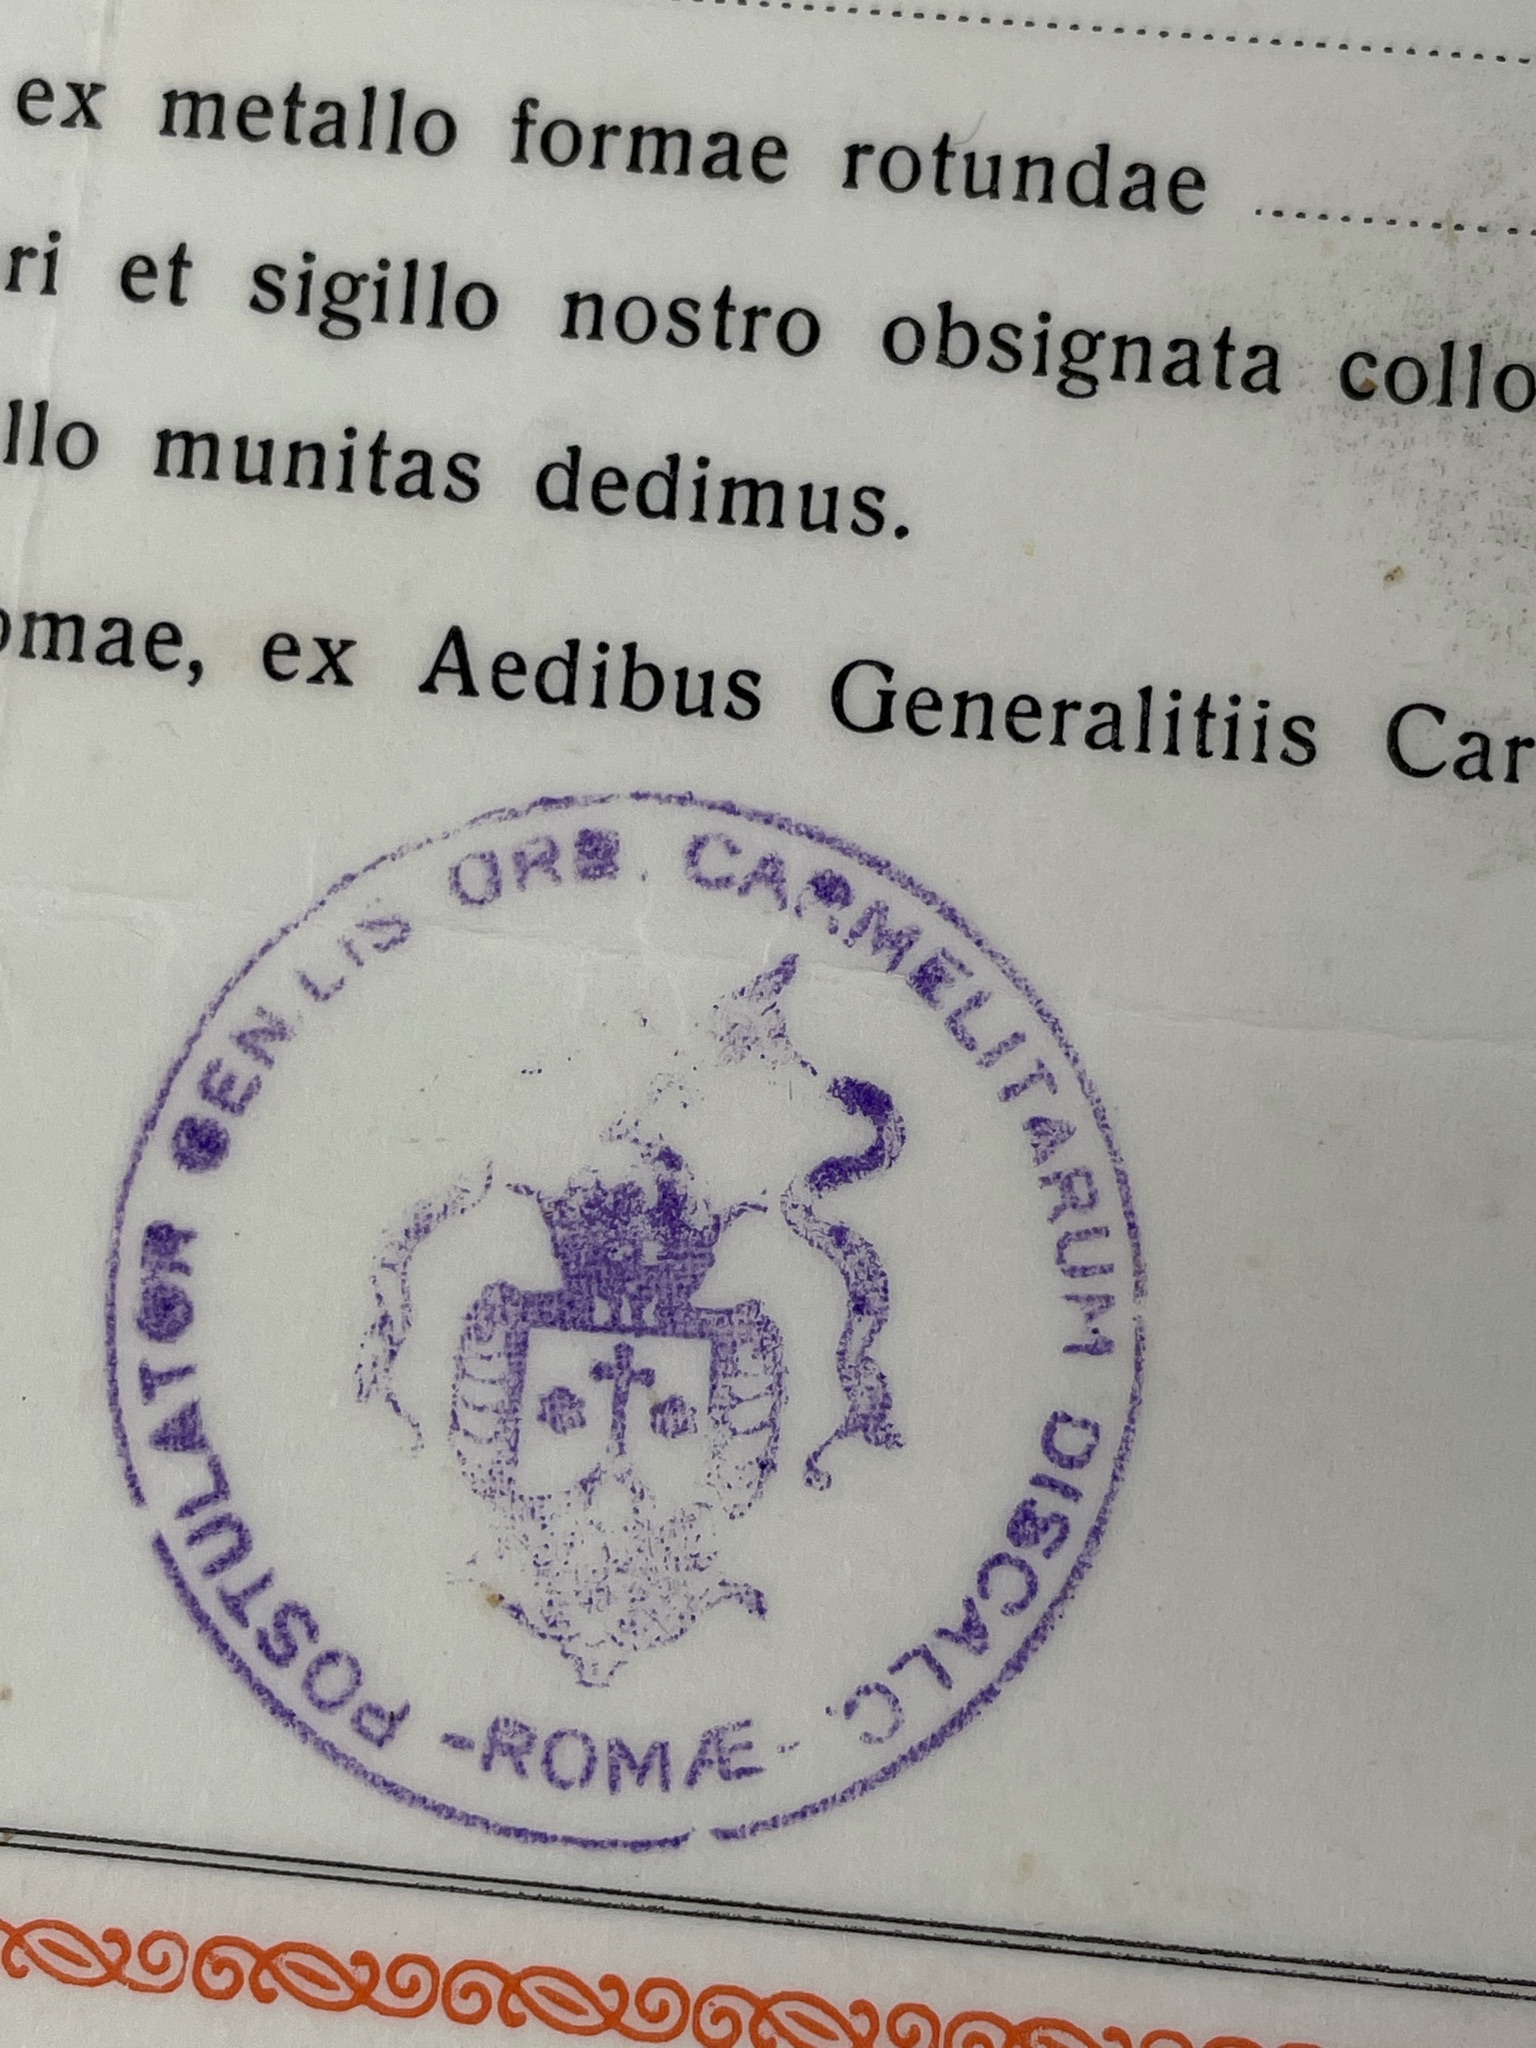 ex metallo formae rotundae
ri et sigillo nostro obsignata collo
llo munitas dedimus.
omae, ex Aedibus Generalitiis Car
POSTULATOR GEN LIS ORD. CARMELITARUM DISCALC.
-ROMÆ-